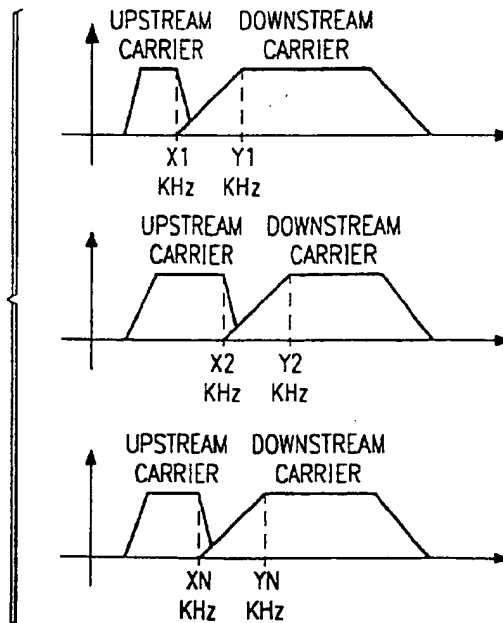 UPSTREAM DOWNSTREAM
CARRIER CARRIER
X1 Y1
KHz KHz
UPSTREAM DOWNSTREAM
CARRIER CARRIER
X2 Y2
KHz KHz
UPSTREAM DOWNSTREAM
CARRIER CARRIER
XN YN
KHz KHz